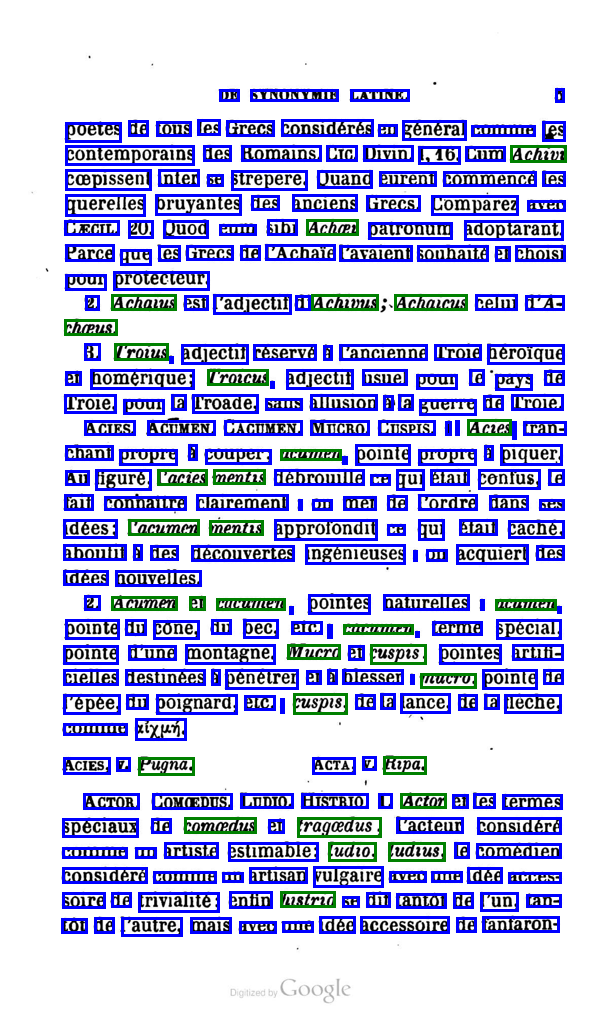 DE SYNONYMIE LATINE. 5
poètes de tous les Grecs considérés en général comme les
contemporains des Romains. CIC. Divin. 1, 16. Cum Achivi
cœpissent inter se strepere. Quand eurent commencé les
querelles bruyantes des anciens Grecs. Comparez avec
CÆCIL. 20. Quod eum sibi Achæi patronum adoptarant.
Parce que les Grecs de l'Achaïe l'avaient souhaité et choisi
pour protecteur.
2. Achaius est l'adjectif d'Achivus; Achaicus celui d'A-
chæus.
3. Troius, adjectif réservé à l'ancienne Troie héroïque
et homérique; Troicus, adjectif usuel pour le pays de
Troie, pour la Troade, sans allusion à la guerre de Troie.
ACIES. ACUMEN. CACUMEN. MUCRO. CUSPIS. 1. Acies, tran-
chant propre à couper; acumen, pointe propre à piquer.
Au figuré, l'acies mentis débrouille ce qui était confus, le
fait connaître clairement, on met de l'ordre dans ses
idées; l'acumen mentis approfondit ce qui était caché,
aboutit à des découvertes ingénieuses, on acquiert des
idées nouvelles.
2. Acumen et cacumen, pointes naturelles; acumen,
pointe du cône, du bec, etc.; cacumen, terme spécial,
pointe d'une montagne. Mucro et cuspis, pointes artifi-
cielles destinées à pénétrer et à blesser; mucro, pointe de
l'épée, du poignard, etc.; cuspis, de la lance, de la flèche,
comme αἰχμή.
ACIES. v. Pugna. ACTA. v. Ripa.
ACTOR. COMŒDUS. LUDIO. HISTRIO. 1. Actor et les termes
spéciaux de comœdus et tragœdus, l'acteur considéré
comme un artiste estimable; ludio, ludius, le comédien
considéré comme un artisan vulgaire avec une idée acces-
soire de trivialité; enfin histrio se dit tantôt de l'un, tan-
tôt de l'autre, mais avec une idée accessoire de fanfaron-
Digitized by Google